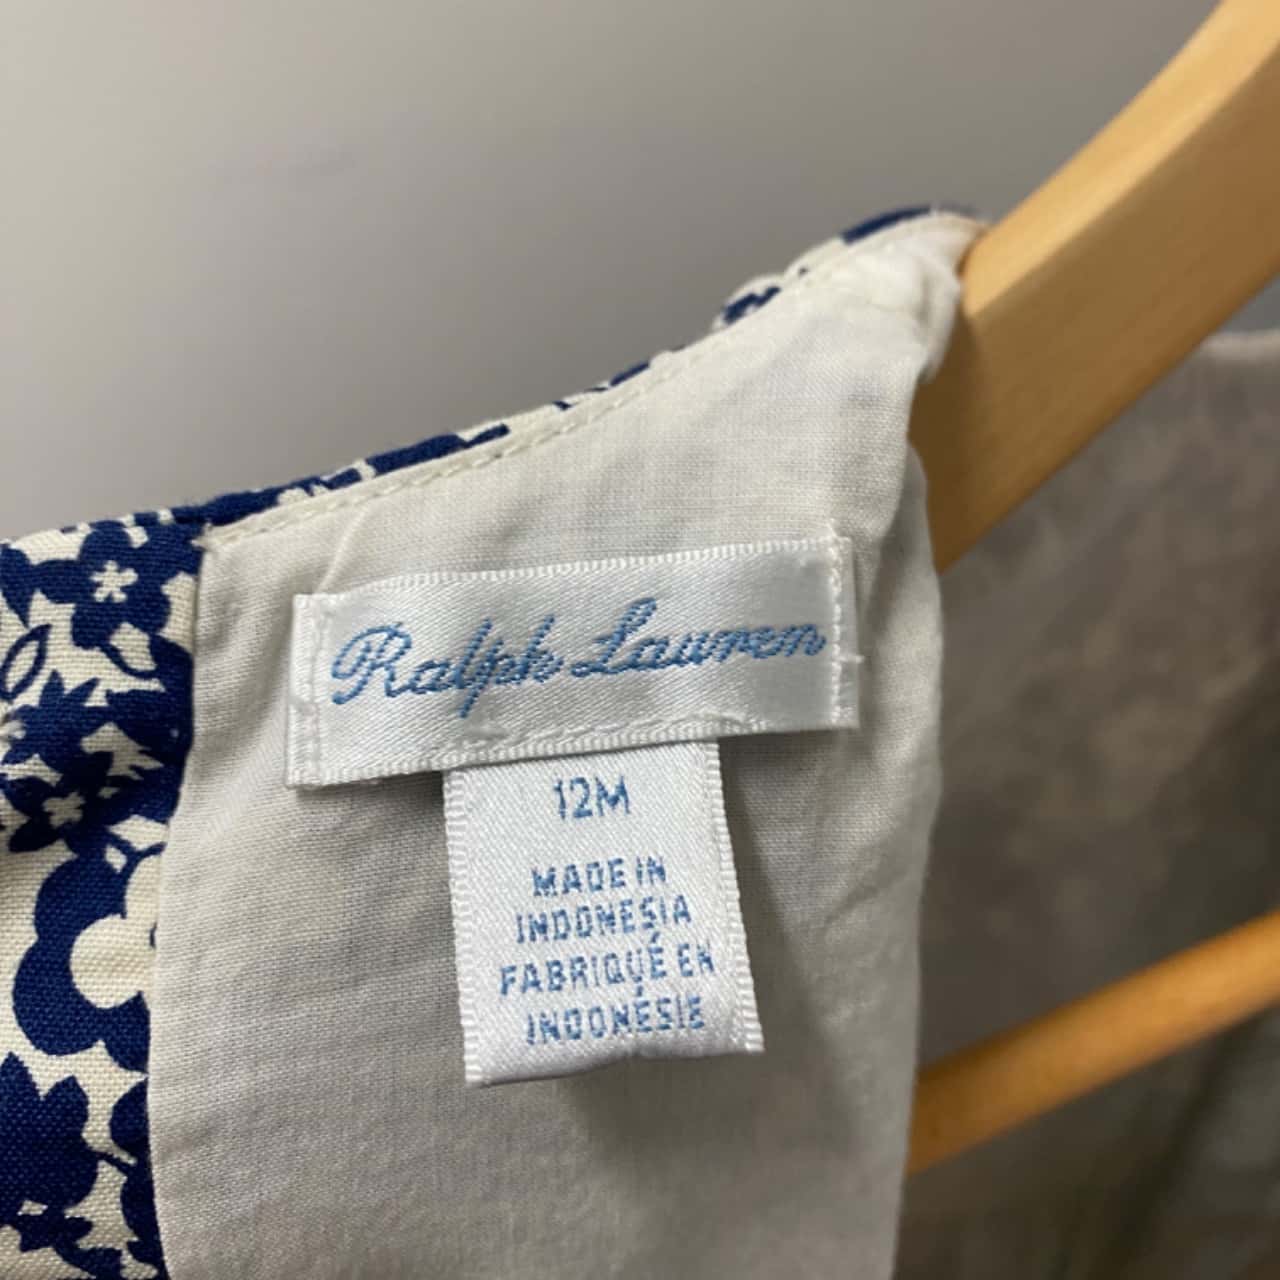 Ralph Lauren
12M
MADE IN
INDONESIA
FABRIQUÉ EN
INDONÉSIE